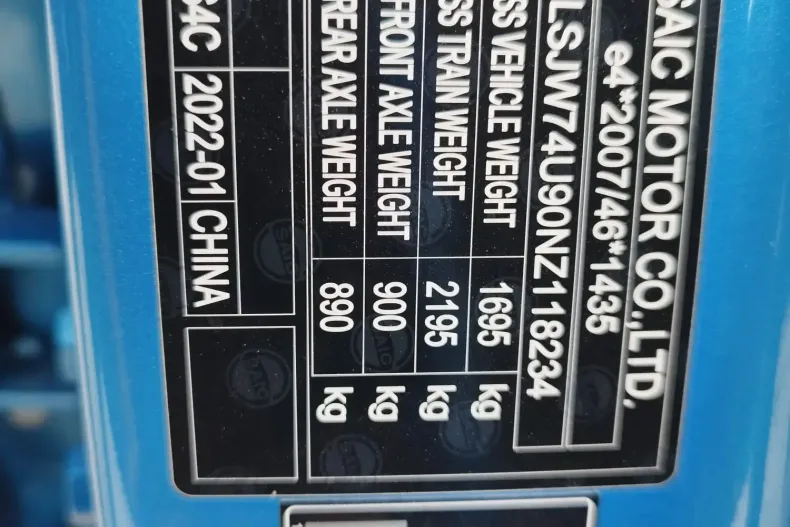 SAIC MOTOR CO.,LTD.
e4*2007/46*1435
LSJW74U90NZ118234
SS VEHICLE WEIGHT 1695 kg
SS TRAIN WEIGHT 2195 kg
FRONT AXLE WEIGHT 900 kg
REAR AXLE WEIGHT 890 kg
S4C 2022-01 CHINA